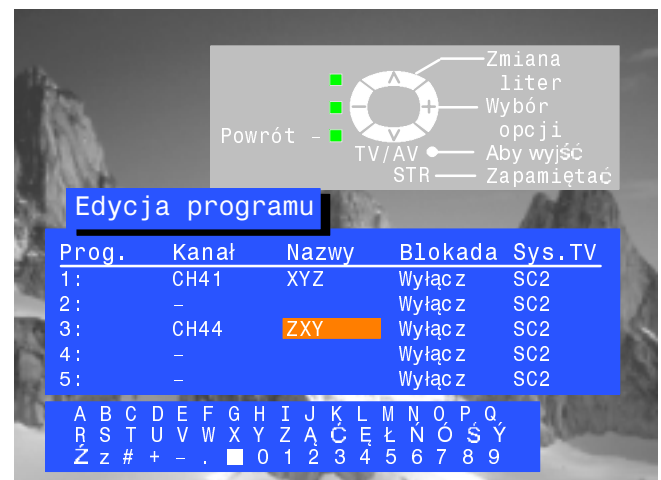 Zmiana
liter
Wybór
opcji
Powrót –
TV/AV Aby wyjść
STR Zapamiętać
Edycja programu
Prog. Kanał Nazwy Blokada Sys.TV
1: CH41 XYZ Wyłącz SC2
2: – Wyłącz SC2
3: CH44 ZXY Wyłącz SC2
4: – Wyłącz SC2
5: – Wyłącz SC2
A B C D E F G H I J K L M N O P Q
R S T U V W X Y Z Ą Ć Ę Ł Ń Ó Ś Ý
Ź z # + – . ■ 0 1 2 3 4 5 6 7 8 9